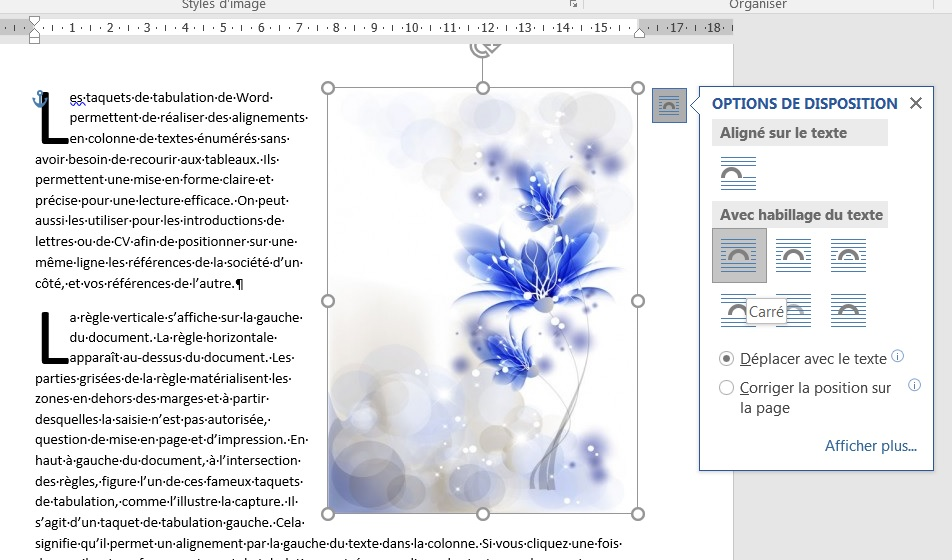 Styles d'image
Organiser
1 2 3 4 5 6 7 8 9 10 11 12 13 14 15 17 18
Les taquets de tabulation de Word
permettent de réaliser des alignements
en colonne de textes énumérés sans
avoir besoin de recourir aux tableaux. Ils
permettent une mise en forme claire et
précise pour une lecture efficace. On peut
aussi les utiliser pour les introductions de
lettres ou de CV afin de positionner sur une
même ligne les références de la société d'un
côté, et vos références de l'autre.¶
La règle verticale s'affiche sur la gauche
du document. La règle horizontale
apparaît au-dessus du document. Les
parties grisées de la règle matérialisent les
zones en dehors des marges et à partir
desquelles la saisie n'est pas autorisée,
question de mise en page et d'impression. En
haut à gauche du document, à l'intersection
des règles, figure l'un de ces fameux taquets
de tabulation, comme l'illustre la capture. Il
s'agit d'un taquet de tabulation gauche. Cela
signifie qu'il permet un alignement par la gauche du texte dans la colonne. Si vous cliquez une fois
OPTIONS DE DISPOSITION
Aligné sur le texte
Avec habillage du texte
Carré
Déplacer avec le texte
Corriger la position sur
la page
Afficher plus...